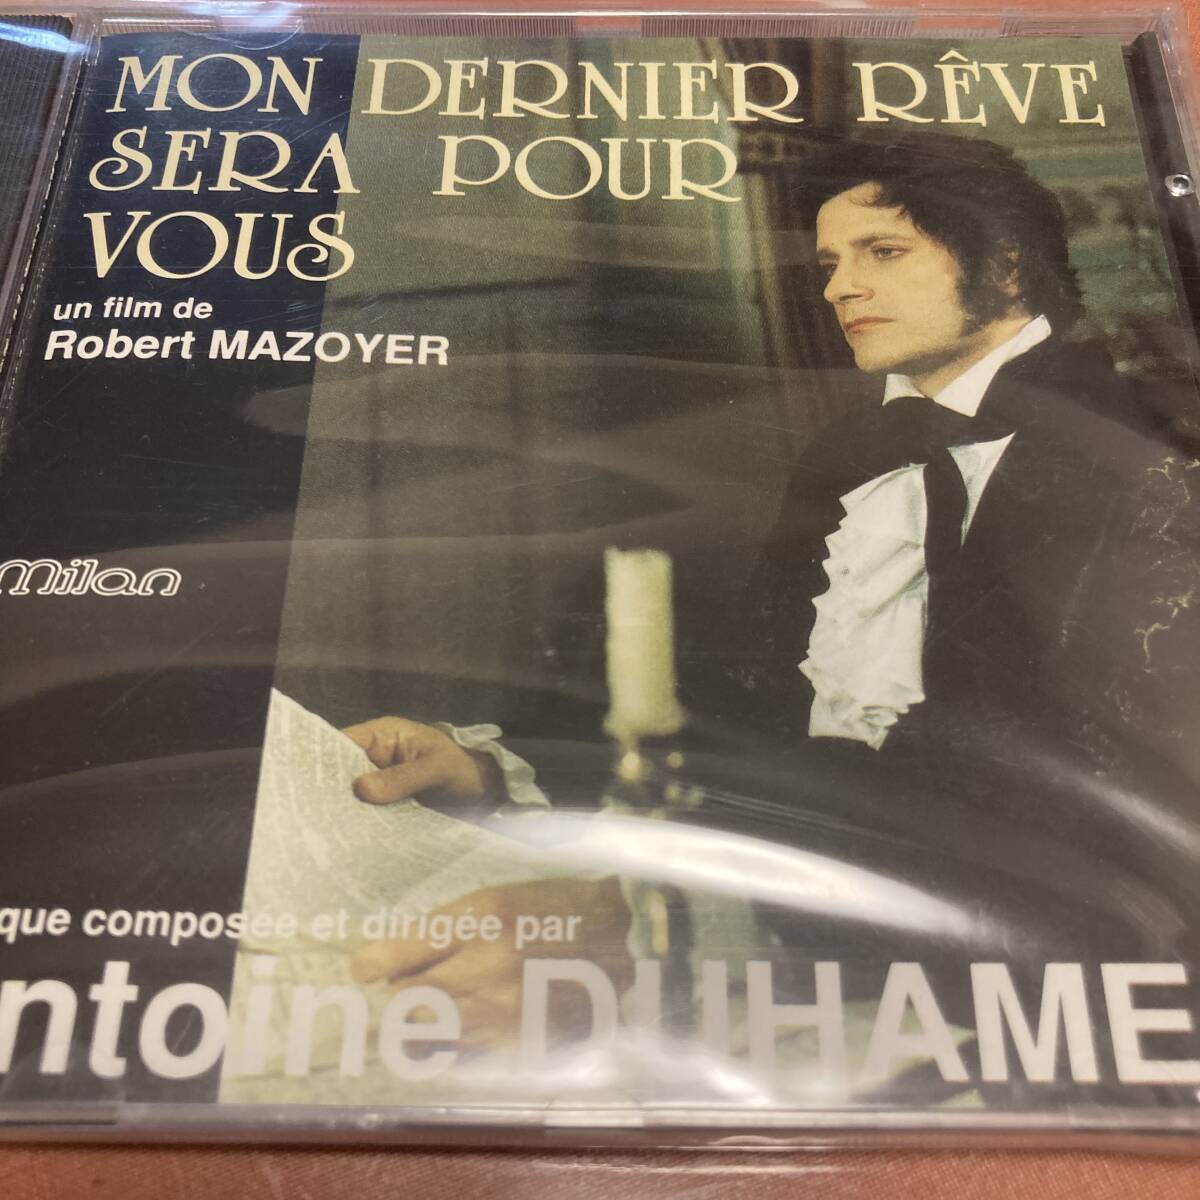 MON DERNIER RÊVE
SERA POUR
VOUS
un film de
Robert MAZOYER
Milan
que composée et dirigée par
ntoine DUHAME